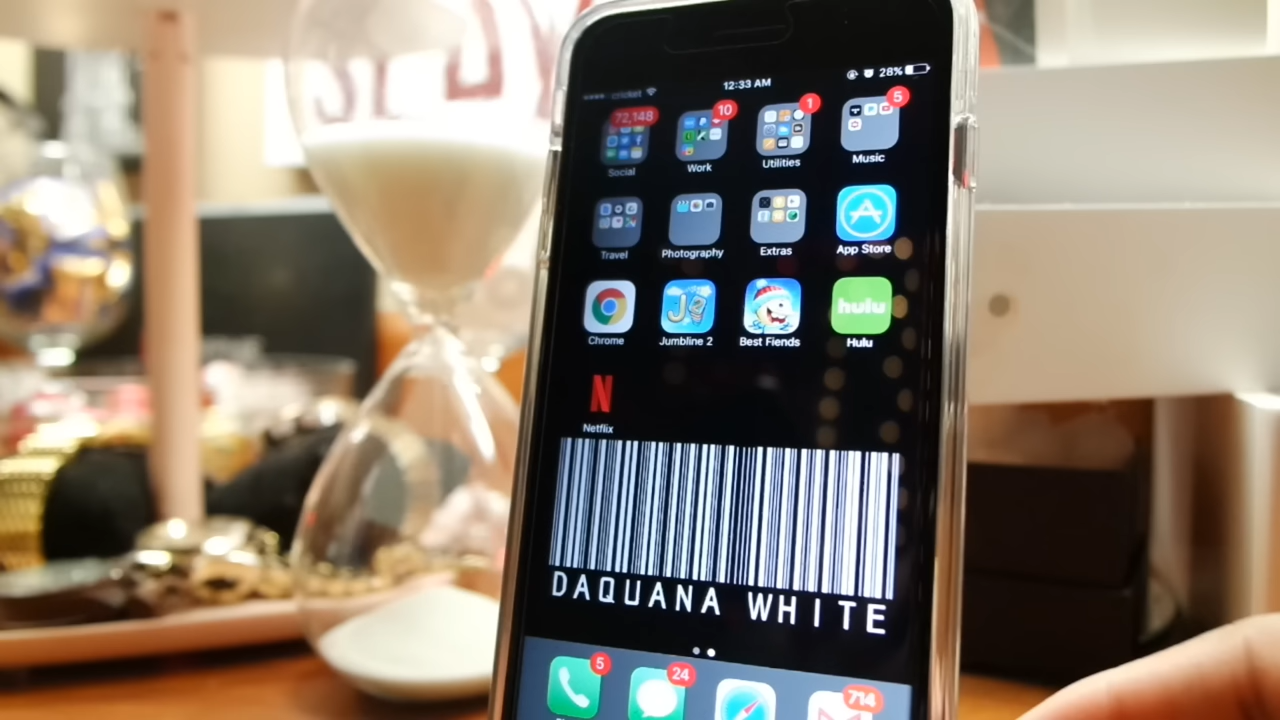 cricket 12:33 AM 28%
72,148 10 1 5
Social Work Utilities Music
Travel Photography Extras App Store
hulu
Chrome Jumbline 2 Best Fiends Hulu
N
Netflix
DAQUANA WHITE
5 24 714